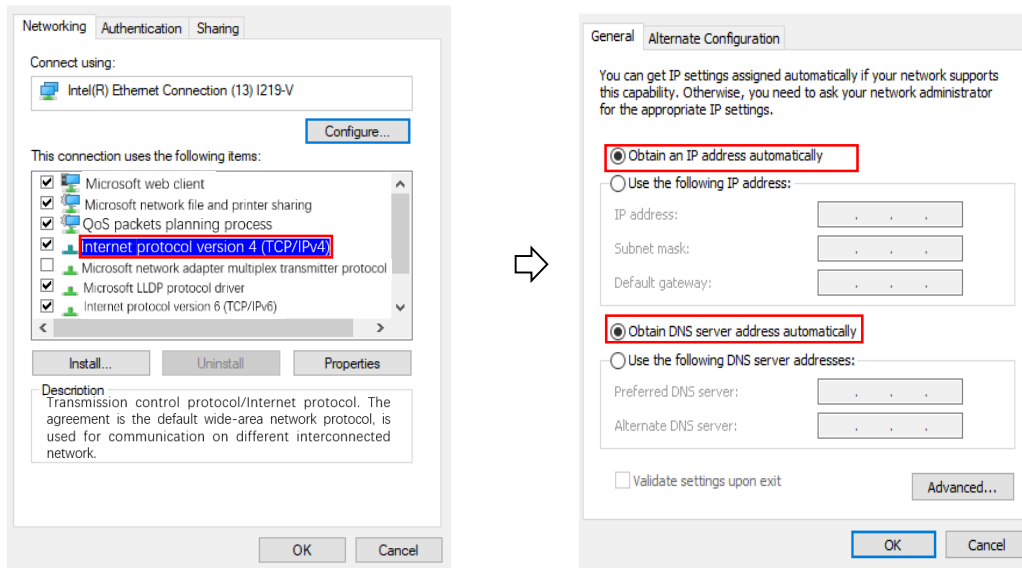 Networking Authentication Sharing
Connect using:
Intel(R) Ethernet Connection (13) I219-V
Configure...
This connection uses the following items:
Microsoft web client
Microsoft network file and printer sharing
QoS packets planning process
Internet protocol version 4 (TCP/IPv4)
Microsoft network adapter multiplex transmitter protocol
Microsoft LLDP protocol driver
Internet protocol version 6 (TCP/IPv6)
Install... Uninstall Properties
Description
Transmission control protocol/Internet protocol. The
agreement is the default wide-area network protocol, is
used for communication on different interconnected
network.
OK Cancel
General Alternate Configuration
You can get IP settings assigned automatically if your network supports
this capability. Otherwise, you need to ask your network administrator
for the appropriate IP settings.
Obtain an IP address automatically
Use the following IP address:
IP address:
Subnet mask:
Default gateway:
Obtain DNS server address automatically
Use the following DNS server addresses:
Preferred DNS server:
Alternate DNS server:
Validate settings upon exit
Advanced...
OK Cancel